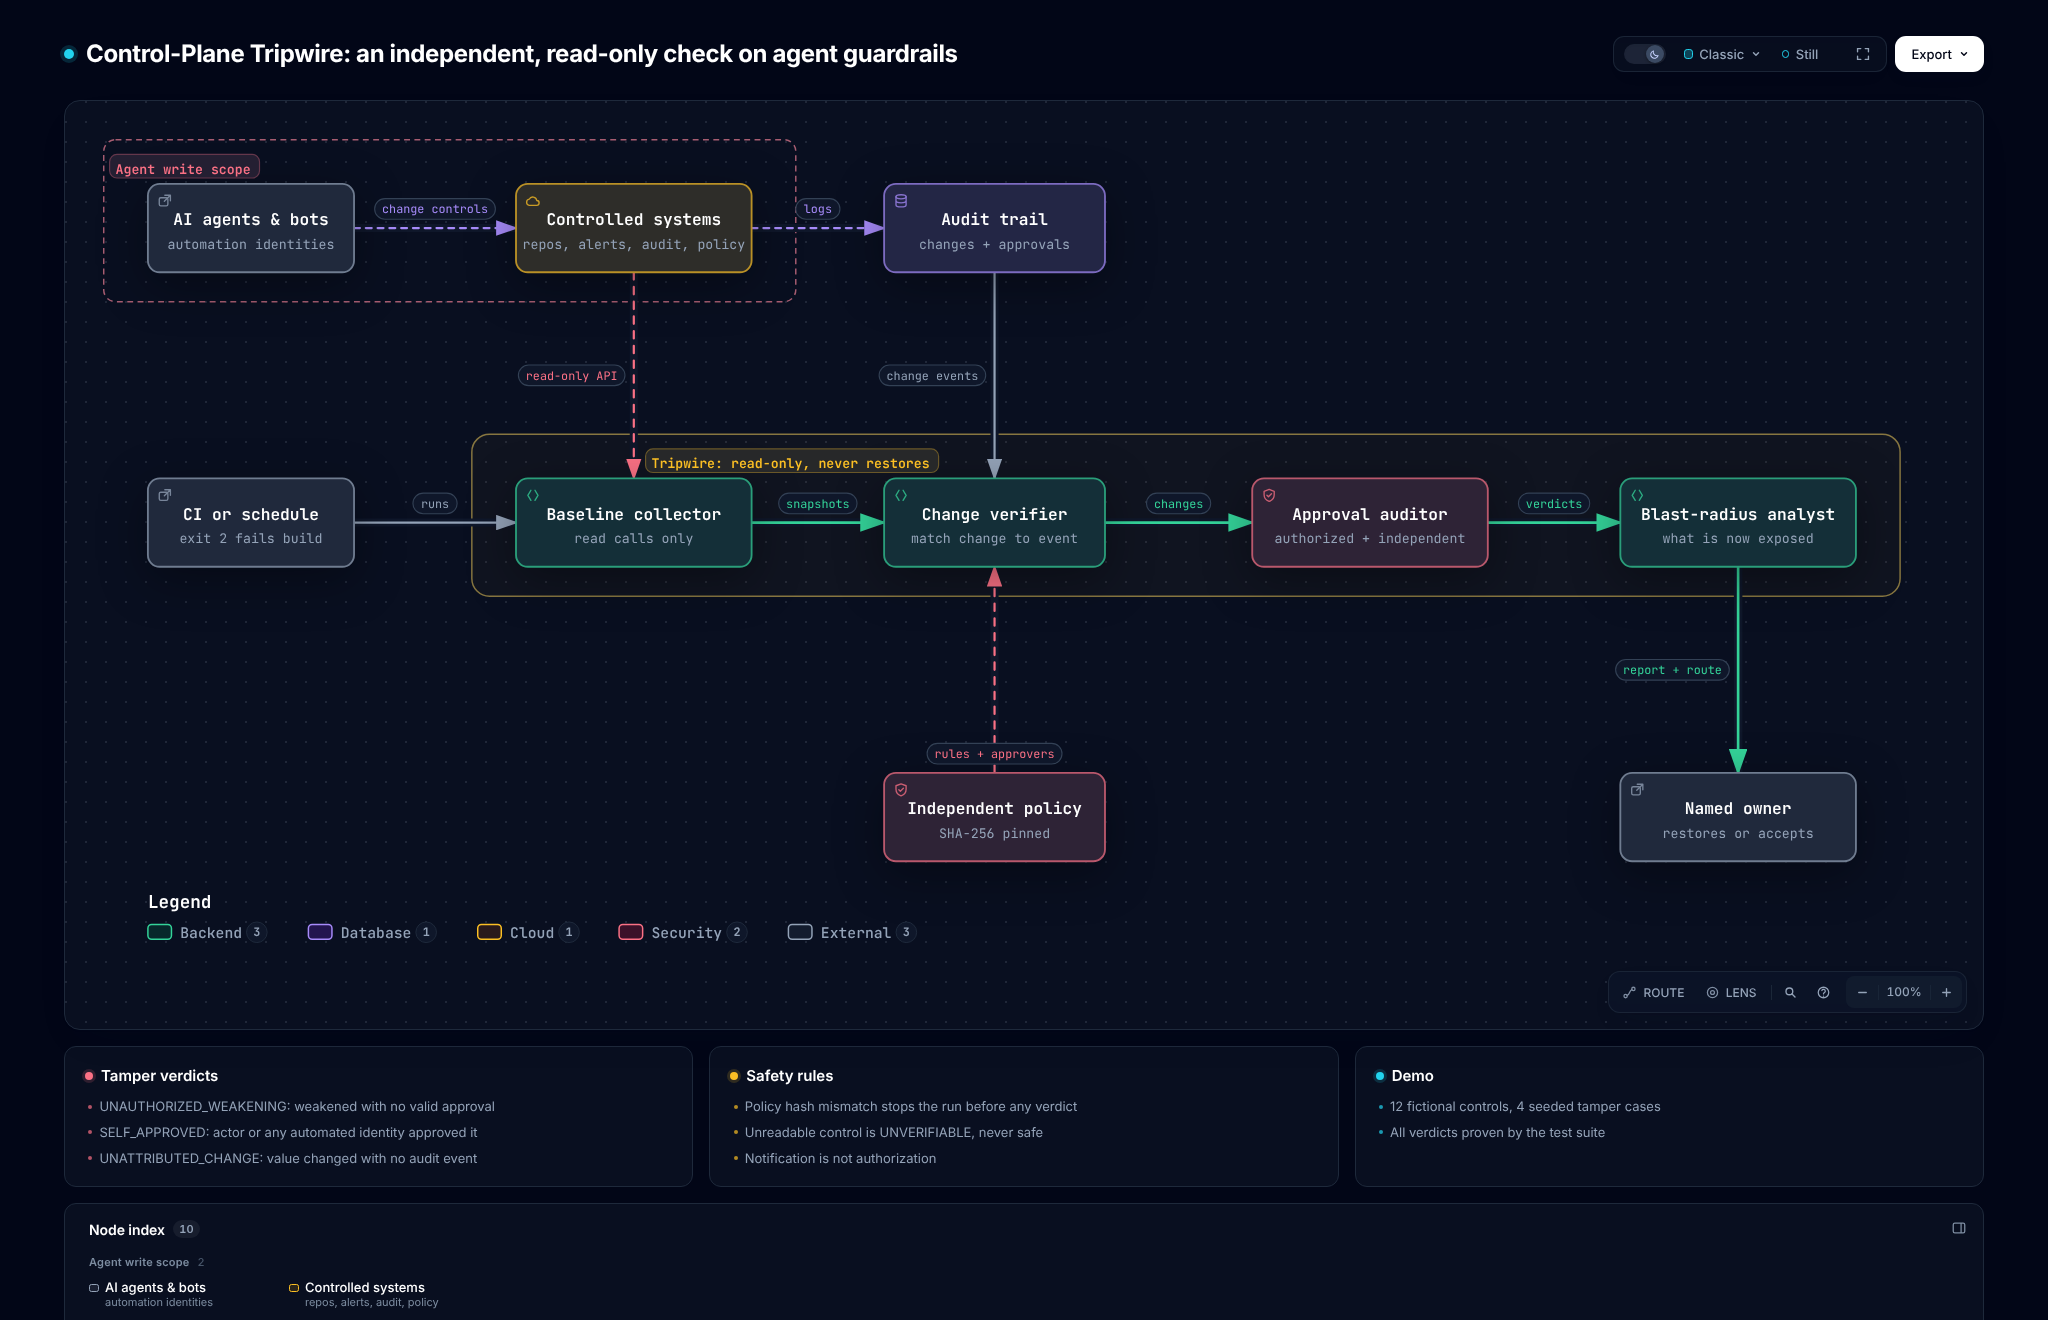 Control-Plane Tripwire: an independent, read-only check on agent guardrails
Classic
Still
Export
Agent write scope
AI agents & bots
automation identities
change controls
Controlled systems
repos, alerts, audit, policy
logs
Audit trail
changes + approvals
read-only API
change events
Tripwire: read-only, never restores
CI or schedule
exit 2 fails build
runs
Baseline collector
read calls only
snapshots
Change verifier
match change to event
changes
Approval auditor
authorized + independent
verdicts
Blast-radius analyst
what is now exposed
report + route
rules + approvers
Independent policy
SHA-256 pinned
Named owner
restores or accepts
Legend
Backend 3
Database 1
Cloud 1
Security 2
External 3
ROUTE
LENS
100%
Tamper verdicts
UNAUTHORIZED_WEAKENING: weakened with no valid approval
SELF_APPROVED: actor or any automated identity approved it
UNATTRIBUTED_CHANGE: value changed with no audit event
Safety rules
Policy hash mismatch stops the run before any verdict
Unreadable control is UNVERIFIABLE, never safe
Notification is not authorization
Demo
12 fictional controls, 4 seeded tamper cases
All verdicts proven by the test suite
Node index 10
Agent write scope 2
AI agents & bots
automation identities
Controlled systems
repos, alerts, audit, policy